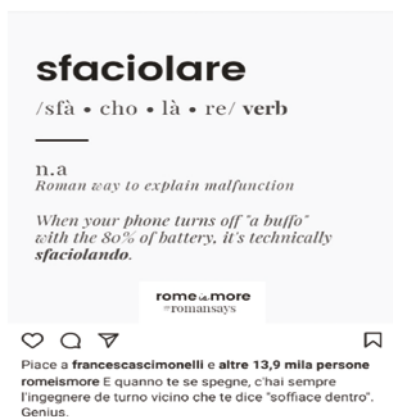 sfaciolare
/sfà • cho • là • re/ verb
n.a
Roman way to explain malfunction
When your phone turns off "a buffo"
with the 80% of battery, it's technically
sfaciolando.
rome is more
#romansays
Piace a francescascimonelli e altre 13,9 mila persone
romeismore E quanno te se spegne, c'hai sempre
l'ingegnere de turno vicino che te dice "soffiace dentro".
Genius.